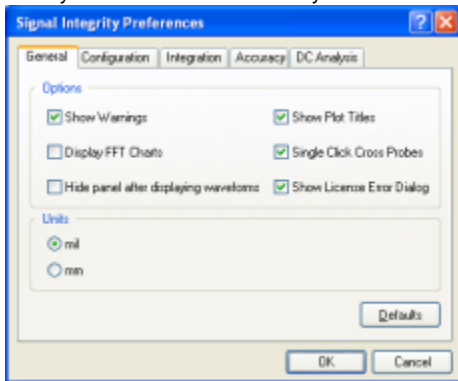 Signal Integrity Preferences
General Configuration Integration Accuracy DC Analysis
Options
Show Warnings Show Plot Titles
Display FFT Charts Single Click Cross Probes
Hide panel after displaying waveforms Show License Error Dialog
Units
mil
mm
Defaults
OK Cancel